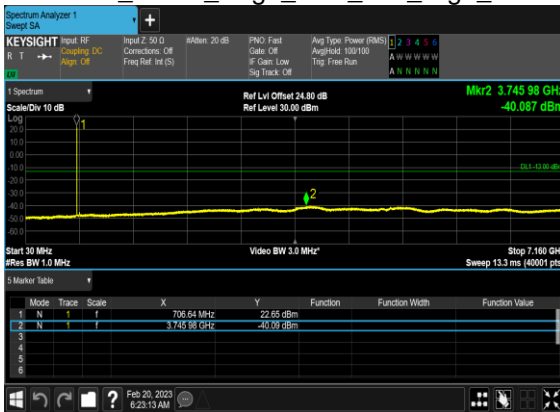 Spectrum Analyzer 1
Swept SA
+
KEYSIGHT Input: RF Input Z: 50 Ω #Atten: 20 dB PNO: Fast Avg Type: Power (RMS) 1 2 3 4 5 6
R T Coupling: DC Corrections: Off Gate: Off Avg|Hold: 100/100 A W W W W W
Align: Off Freq Ref: Int (S) IF Gain: Low Trig: Free Run
Sig Track: Off A N N N N N
1 Spectrum Ref Lvl Offset 24.80 dB Mkr2 3.745 98 GHz
Scale/Div 10 dB Ref Level 30.00 dBm -40.087 dBm
Log
20.0 1
10.0
0.00
-10.0 DL1 -13.00 dBm
-20.0
-30.0
-40.0 2
-50.0
-60.0
Start 30 MHz Video BW 3.0 MHz* Stop 7.160 GH
#Res BW 1.0 MHz Sweep 13.3 ms (40001 pts
5 Marker Table
Mode Trace Scale X Y Function Function Width Function Value
1 N 1 f 706.64 MHz 22.65 dBm
2 N 1 f 3.745 98 GHz -40.09 dBm
3
4
5
6
? Feb 20, 2023
6:23:13 AM